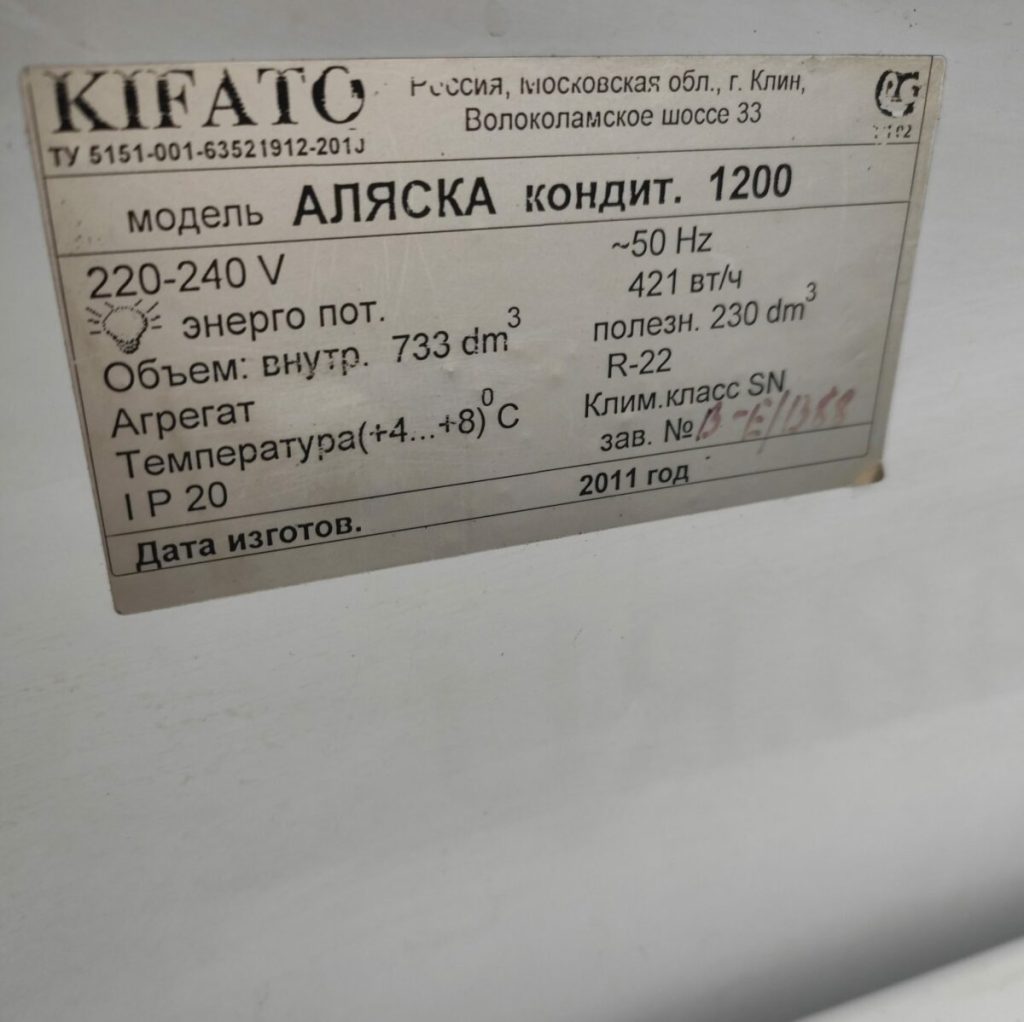 KIFATO
Россия, Московская обл., г. Клин,
Волоколамское шоссе 33
ТУ 5151-001-63521912-201J
модель АЛЯСКА кондит. 1200
220-240 V ~50 Hz
энерго пот. 421 вт/ч
Объем: внутр. 733 dm³ полезн. 230 dm³
Агрегат R-22
Температура(+4...+8)⁰C Клим.класс SN
I P 20 зав. №
Дата изготов. 2011 год